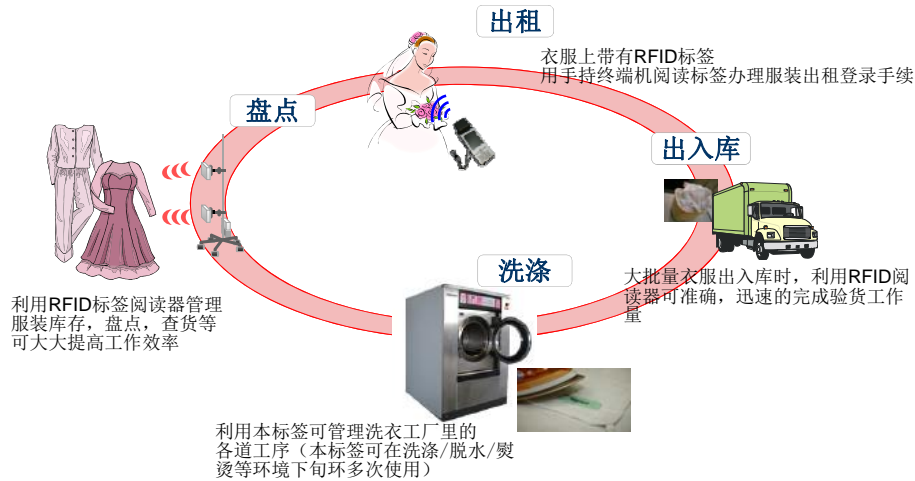 出租
衣服上带有RFID标签
用手持终端机阅读标签办理服装出租登录手续
盘点
出入库
利用RFID标签阅读器管理
服装库存，盘点，查货等
可大大提高工作效率
大批量衣服出入库时，利用RFID阅
读器可准确，迅速的完成验货工作
量
洗涤
利用本标签可管理洗衣工厂里的
各道工序（本标签可在洗涤/脱水/熨
烫等环境下旬环多次使用）